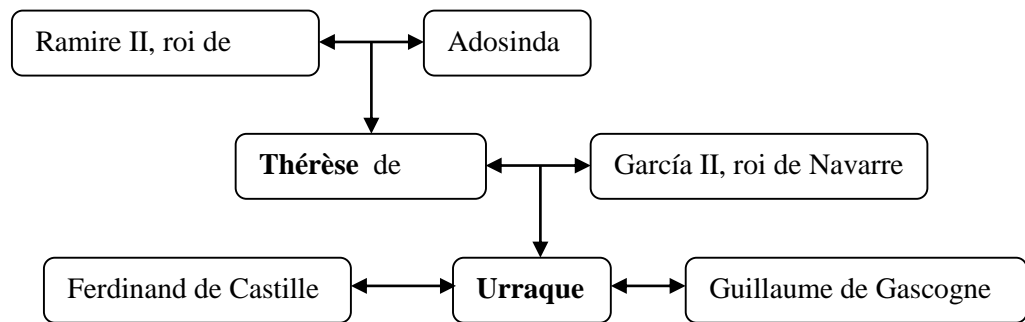 Ramire II, roi de
Adosinda
Thérèse de
García II, roi de Navarre
Ferdinand de Castille
Urraque
Guillaume de Gascogne